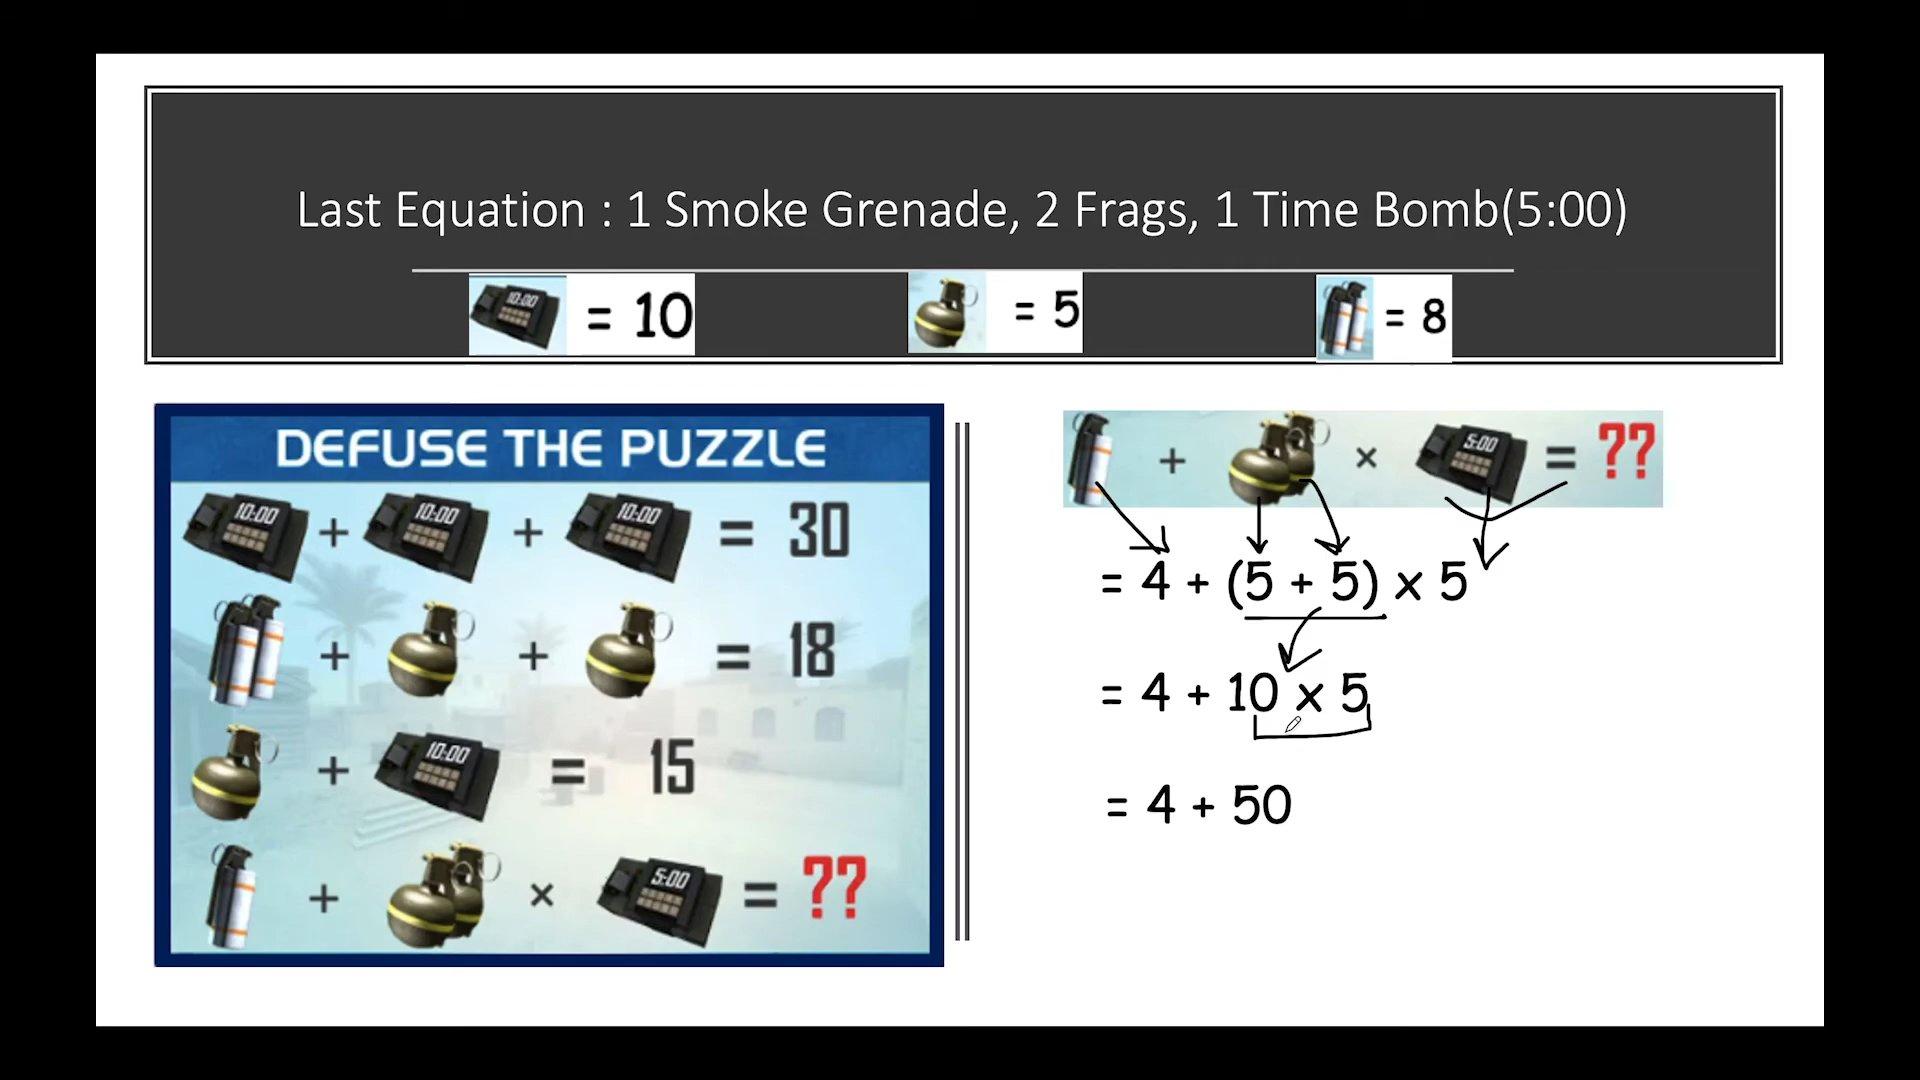 Last Equation : 1 Smoke Grenade, 2 Frags, 1 Time Bomb(5:00)
10:00 = 10
= 5
= 8
DEFUSE THE PUZZLE
10:00 + 10:00 + 10:00 = 30
+ + = 18
+ 10:00 = 15
+ × 5:00 = ??
+ × 5:00 = ??
= 4 + (5 + 5) × 5
= 4 + 10 × 5
= 4 + 50